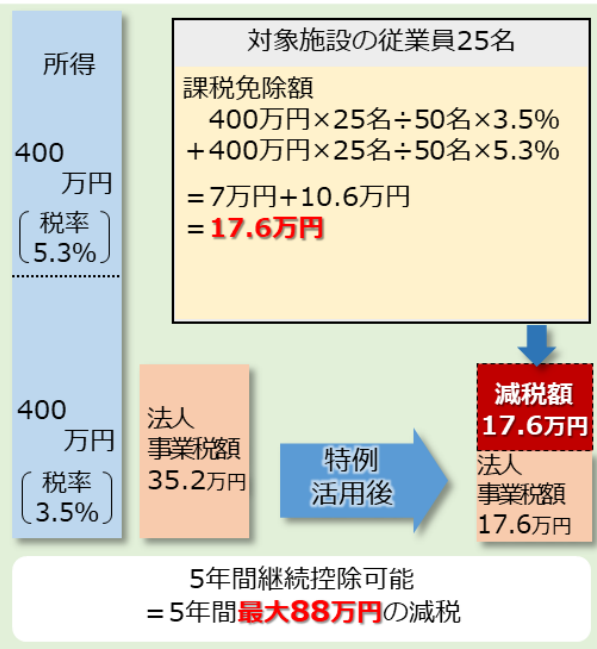 所得
400
万円
税率
5.3%
400
万円
税率
3.5%
対象施設の従業員25名
課税免除額
400万円×25名÷50名×3.5%
＋400万円×25名÷50名×5.3%
＝7万円+10.6万円
＝17.6万円
法人
事業税額
35.2万円
特例
活用後
減税額
17.6万円
法人
事業税額
17.6万円
5年間継続控除可能
＝5年間最大88万円の減税